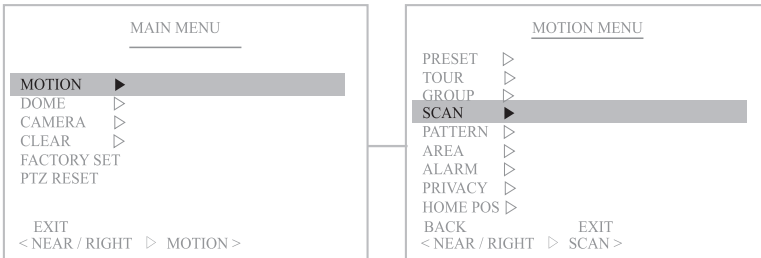 MAIN MENU
MOTION ▶
DOME ▷
CAMERA ▷
CLEAR ▷
FACTORY SET
PTZ RESET
EXIT
< NEAR / RIGHT ▷ MOTION >
MOTION MENU
PRESET ▷
TOUR ▷
GROUP ▷
SCAN ▶
PATTERN ▷
AREA ▷
ALARM ▷
PRIVACY ▷
HOME POS ▷
BACK EXIT
< NEAR / RIGHT ▷ SCAN >